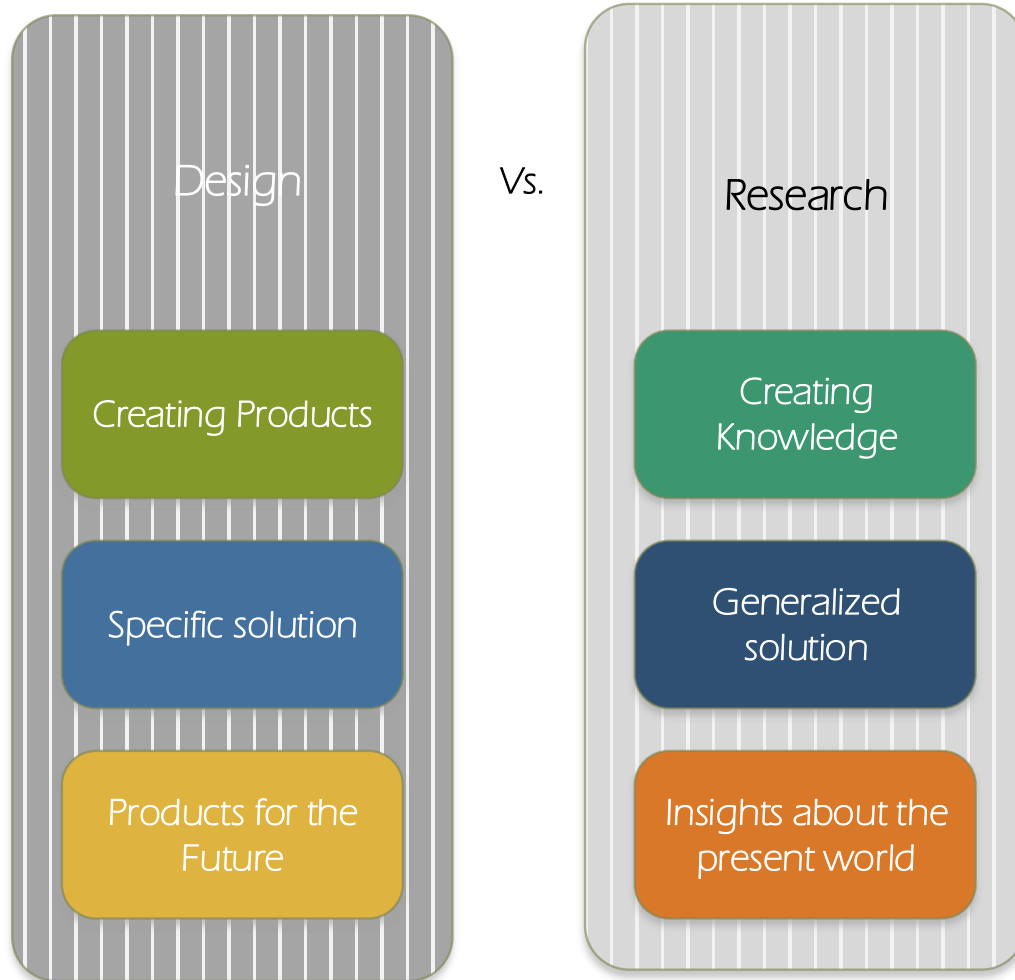 Design
Vs.
Research
Creating Products
Creating
Knowledge
Specific solution
Generalized
solution
Products for the
Future
Insights about the
present world